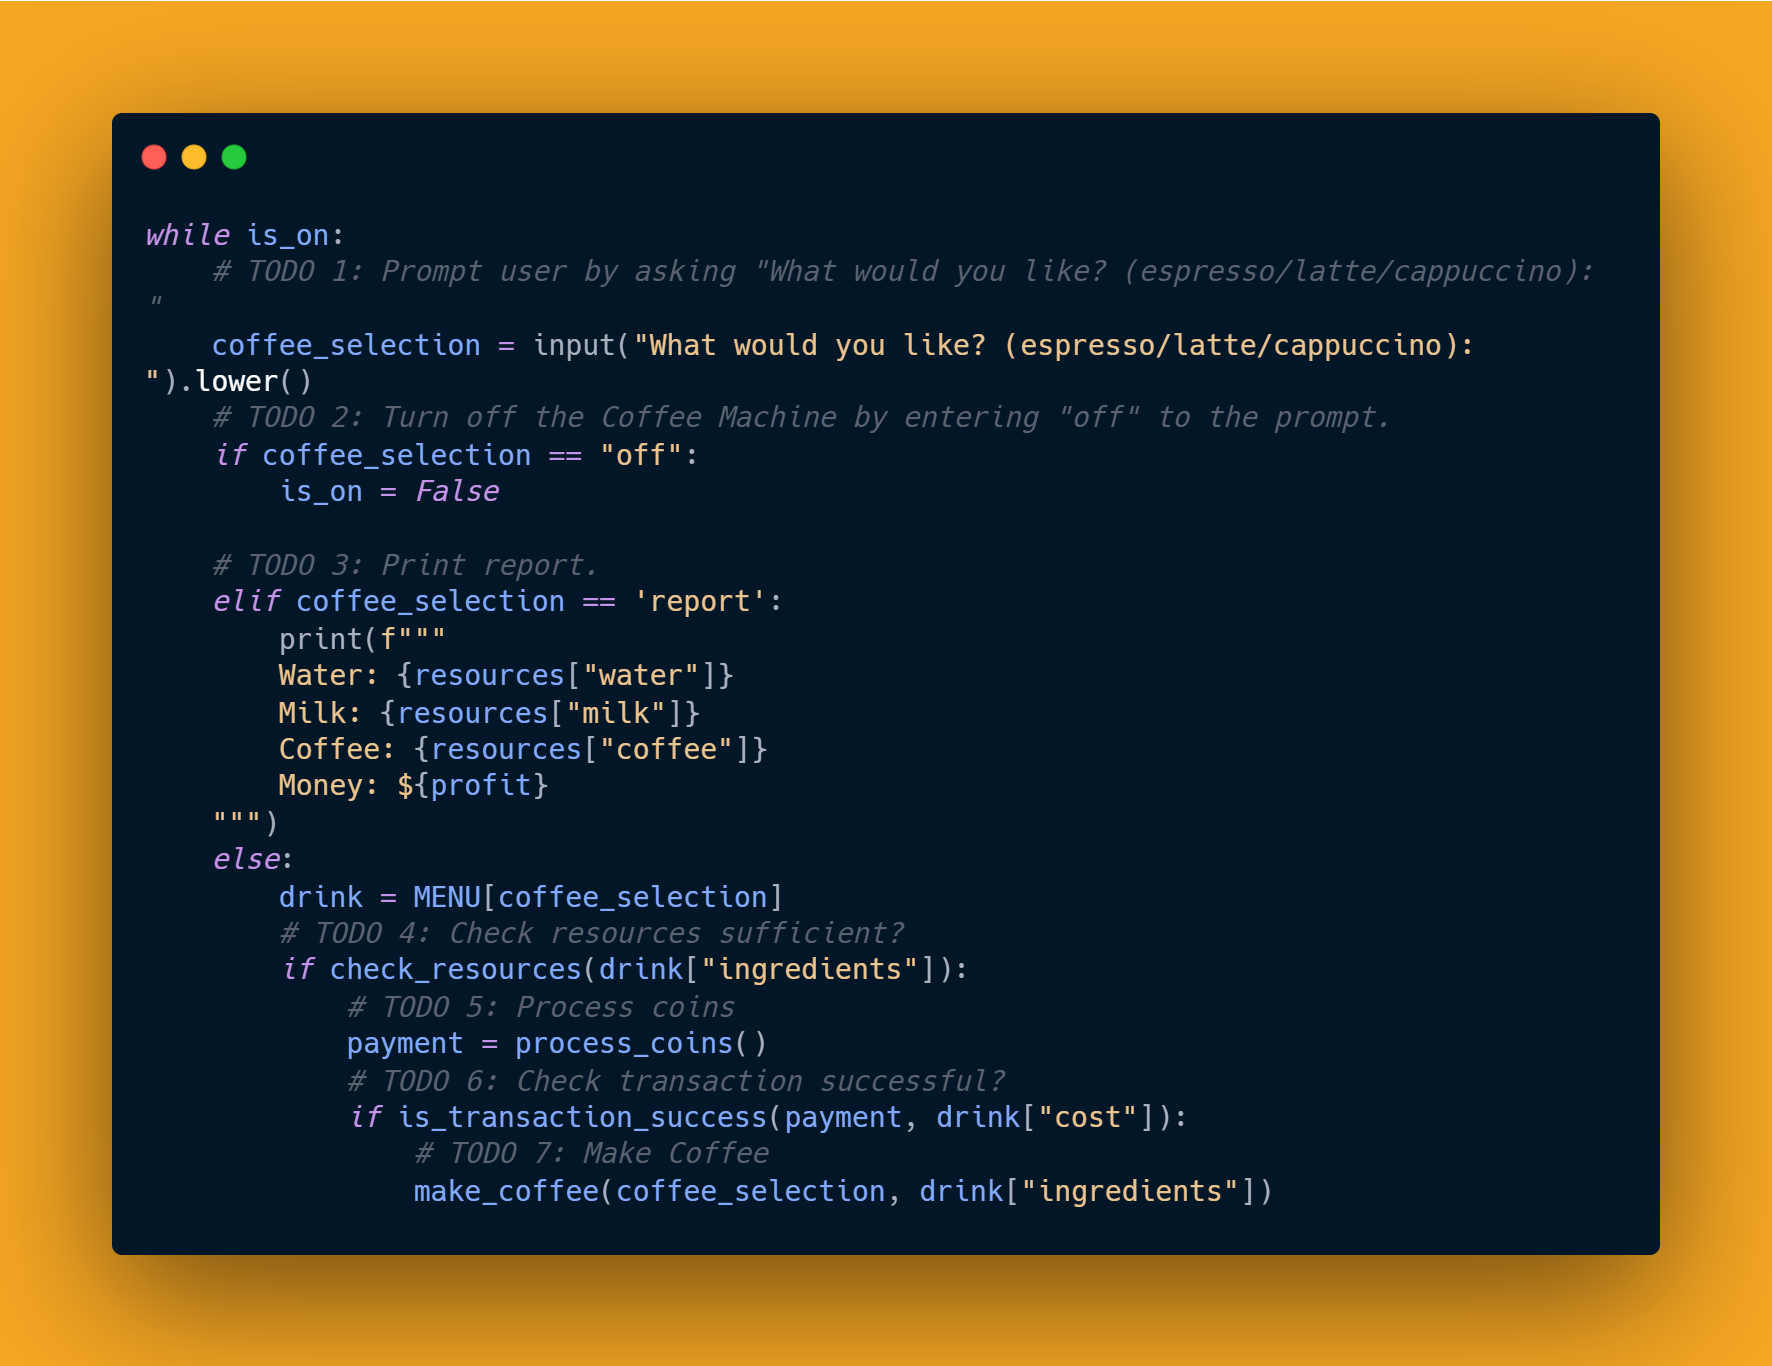 while is_on:
    # TODO 1: Prompt user by asking "What would you like? (espresso/latte/cappuccino):
"
    coffee_selection = input("What would you like? (espresso/latte/cappuccino):
").lower()
    # TODO 2: Turn off the Coffee Machine by entering "off" to the prompt.
    if coffee_selection == "off":
        is_on = False

    # TODO 3: Print report.
    elif coffee_selection == 'report':
        print(f"""
        Water: {resources["water"]}
        Milk: {resources["milk"]}
        Coffee: {resources["coffee"]}
        Money: ${profit}
    """)
    else:
        drink = MENU[coffee_selection]
        # TODO 4: Check resources sufficient?
        if check_resources(drink["ingredients"]):
            # TODO 5: Process coins
            payment = process_coins()
            # TODO 6: Check transaction successful?
            if is_transaction_success(payment, drink["cost"]):
                # TODO 7: Make Coffee
                make_coffee(coffee_selection, drink["ingredients"])